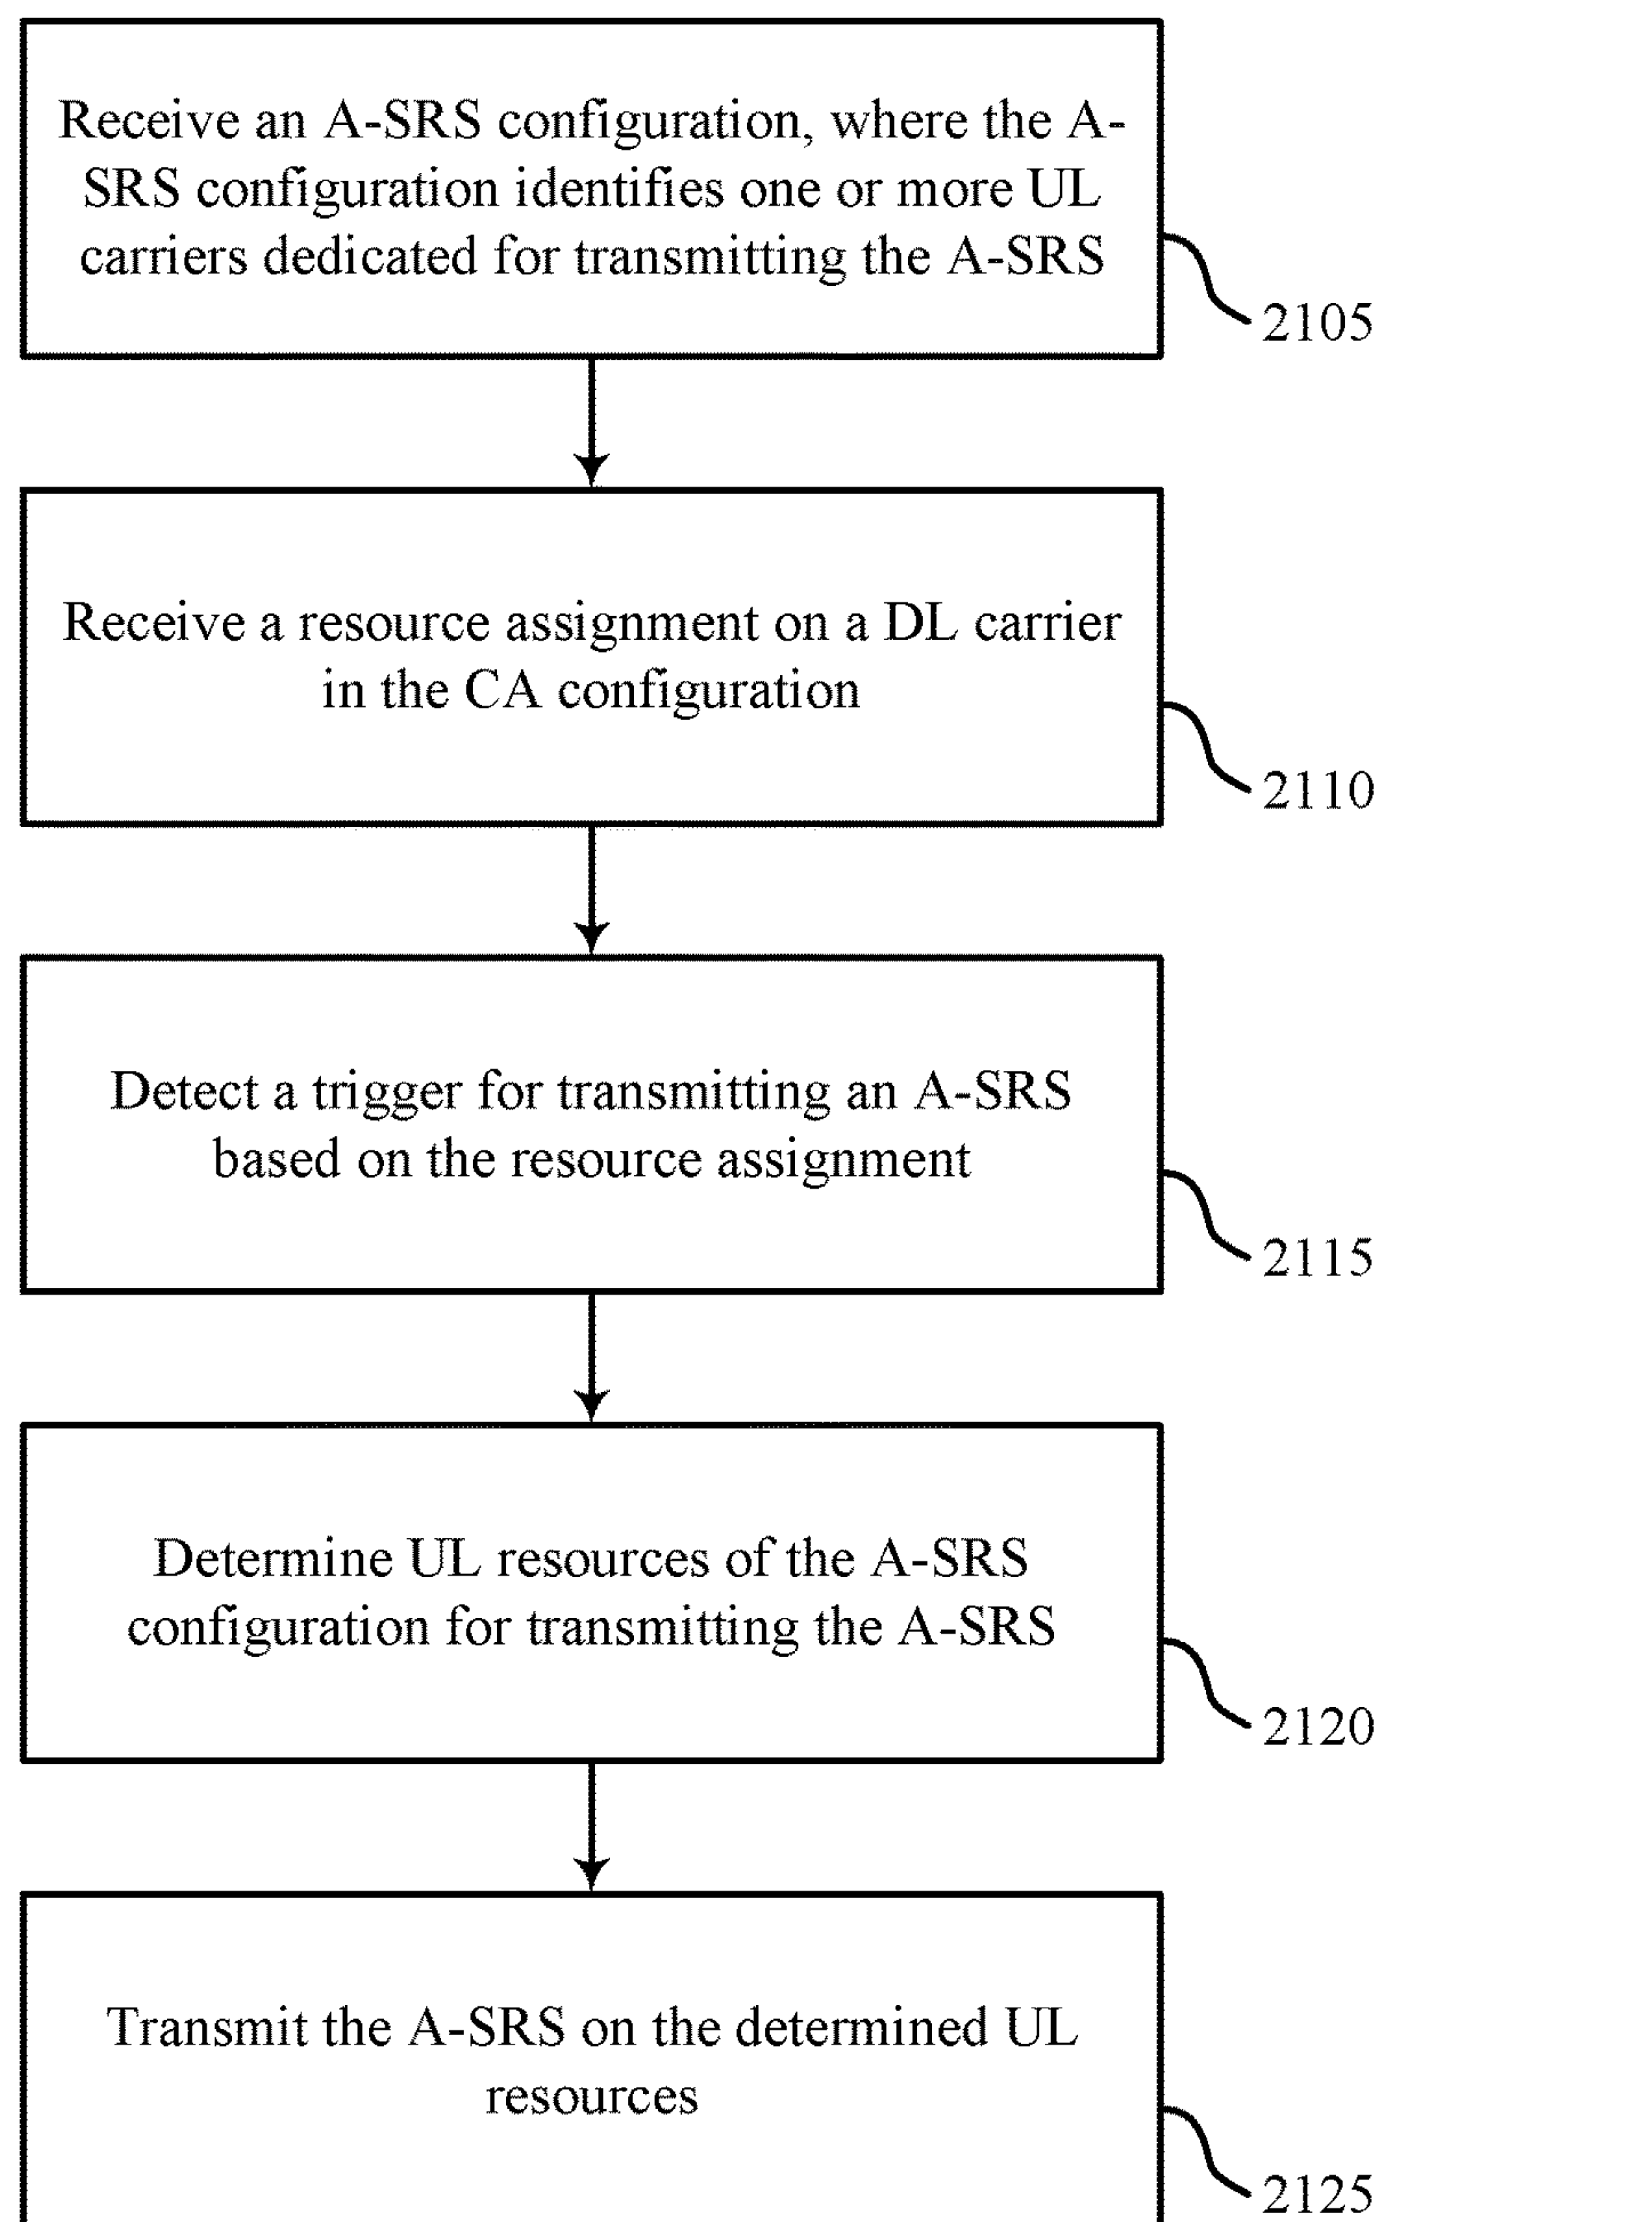 Receive an A-SRS configuration, where the A-
SRS configuration identifies one or more UL
carriers dedicated for transmitting the A-SRS
2105
Receive a resource assignment on a DL carrier
in the CA configuration
2110
Detect a trigger for transmitting an A-SRS
based on the resource assignment
2115
Determine UL resources of the A-SRS
configuration for transmitting the A-SRS
2120
Transmit the A-SRS on the determined UL
resources
2125